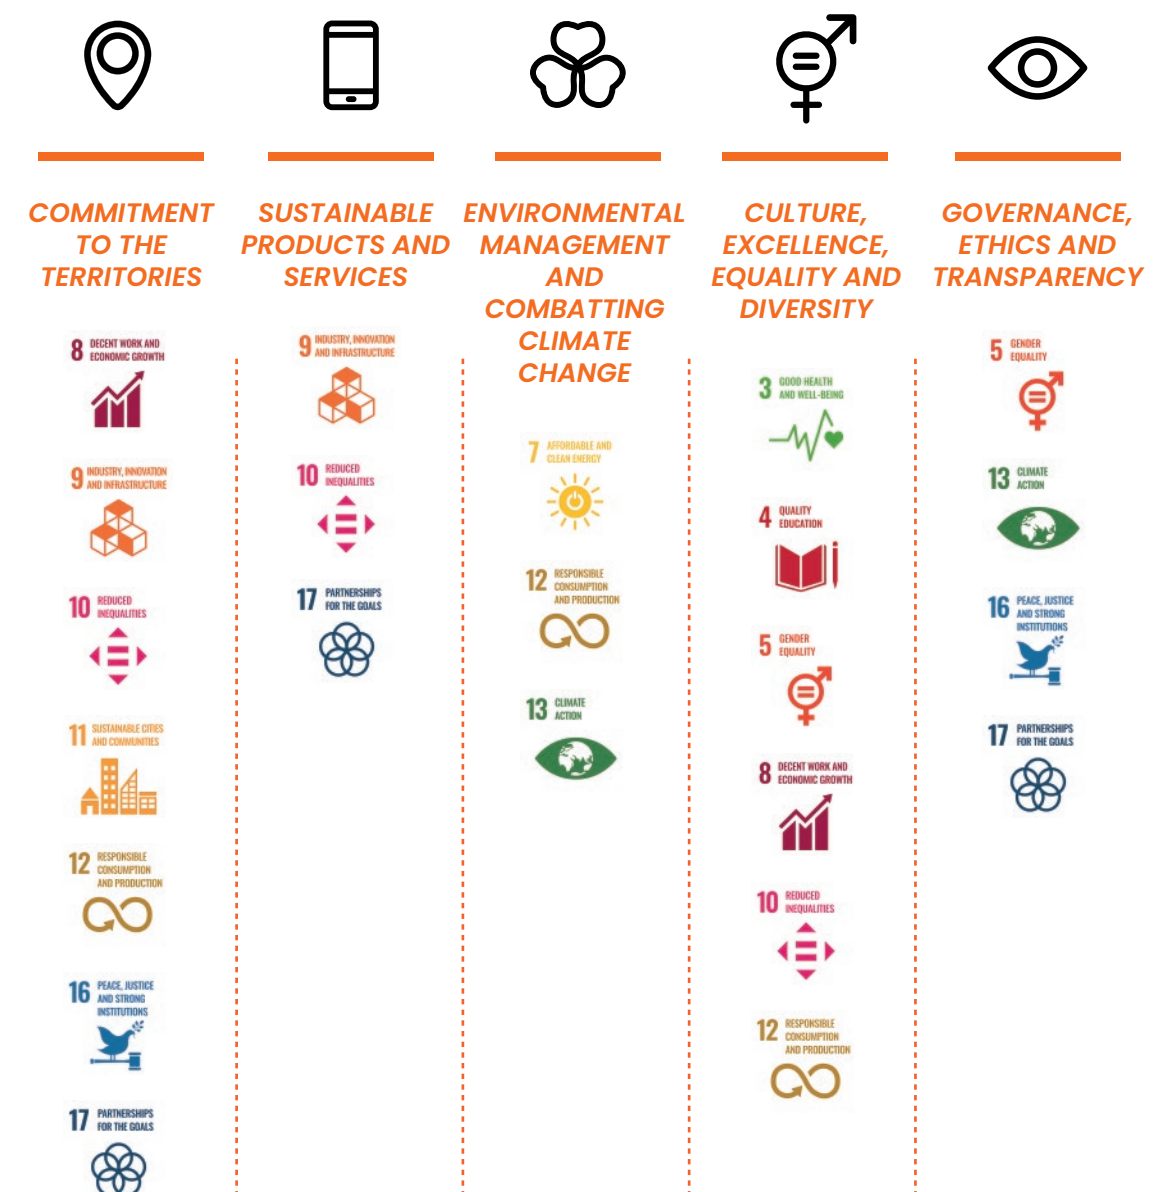 COMMITMENT
TO THE
TERRITORIES
8 DECENT WORK AND
ECONOMIC GROWTH
9 INDUSTRY, INNOVATION
AND INFRASTRUCTURE
10 REDUCED
INEQUALITIES
11 SUSTAINABLE CITIES
AND COMMUNITIES
12 RESPONSIBLE
CONSUMPTION
AND PRODUCTION
16 PEACE, JUSTICE
AND STRONG
INSTITUTIONS
17 PARTNERSHIPS
FOR THE GOALS
SUSTAINABLE
PRODUCTS AND
SERVICES
9 INDUSTRY, INNOVATION
AND INFRASTRUCTURE
10 REDUCED
INEQUALITIES
17 PARTNERSHIPS
FOR THE GOALS
ENVIRONMENTAL
MANAGEMENT
AND
COMBATTING
CLIMATE
CHANGE
7 AFFORDABLE AND
CLEAN ENERGY
12 RESPONSIBLE
CONSUMPTION
AND PRODUCTION
13 CLIMATE
ACTION
CULTURE,
EXCELLENCE,
EQUALITY AND
DIVERSITY
3 GOOD HEALTH
AND WELL-BEING
4 QUALITY
EDUCATION
5 GENDER
EQUALITY
8 DECENT WORK AND
ECONOMIC GROWTH
10 REDUCED
INEQUALITIES
12 RESPONSIBLE
CONSUMPTION
AND PRODUCTION
GOVERNANCE,
ETHICS AND
TRANSPARENCY
5 GENDER
EQUALITY
13 CLIMATE
ACTION
16 PEACE, JUSTICE
AND STRONG
INSTITUTIONS
17 PARTNERSHIPS
FOR THE GOALS